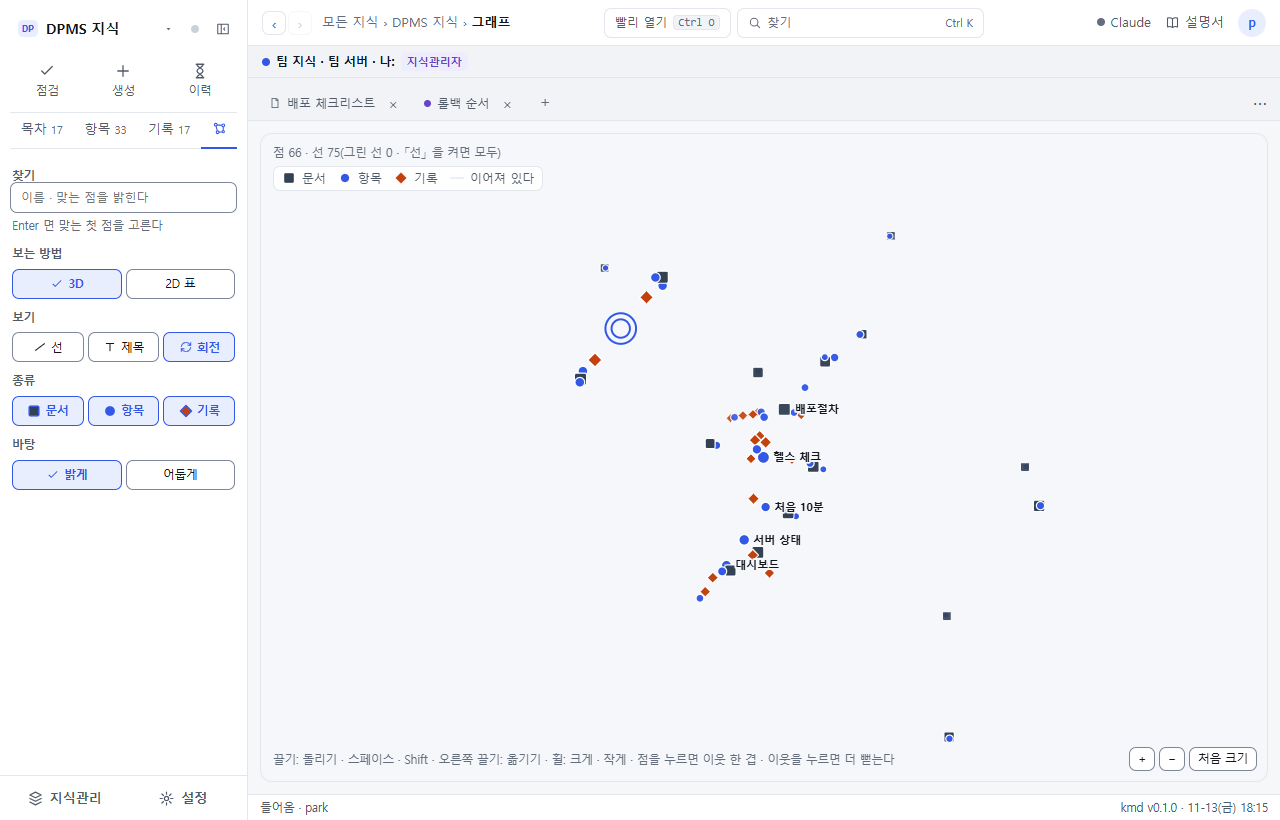 DP DPMS 지식
모든 지식 › DPMS 지식 › 그래프
빨리 열기 Ctrl O
찾기 Ctrl K
Claude
설명서
p
점검 생성 이력
목차 17 항목 33 기록 17
팀 지식 · 팀 서버 · 나: 지식관리자
배포 체크리스트 ×
롤백 순서 ×
+
찾기
이름 · 맞는 점을 밝힌다
Enter 면 맞는 첫 점을 고른다
보는 방법
3D 2D 표
보기
선 제목 회전
종류
문서 항목 기록
바탕
밝게 어둡게
점 66 · 선 75(그린 선 0 · 「선」 을 켜면 모두)
문서 항목 기록 이어져 있다
배포절차
헬스 체크
처음 10분
서버 상태
대시보드
끌기: 돌리기 · 스페이스 · Shift · 오른쪽 끌기: 옮기기 · 휠: 크게 · 작게 · 점을 누르면 이웃 한 겹 · 이웃을 누르면 더 뻗는다
+ − 처음 크기
지식관리 설정
들어옴 · park
kmd v0.1.0 · 11-13(금) 18:15